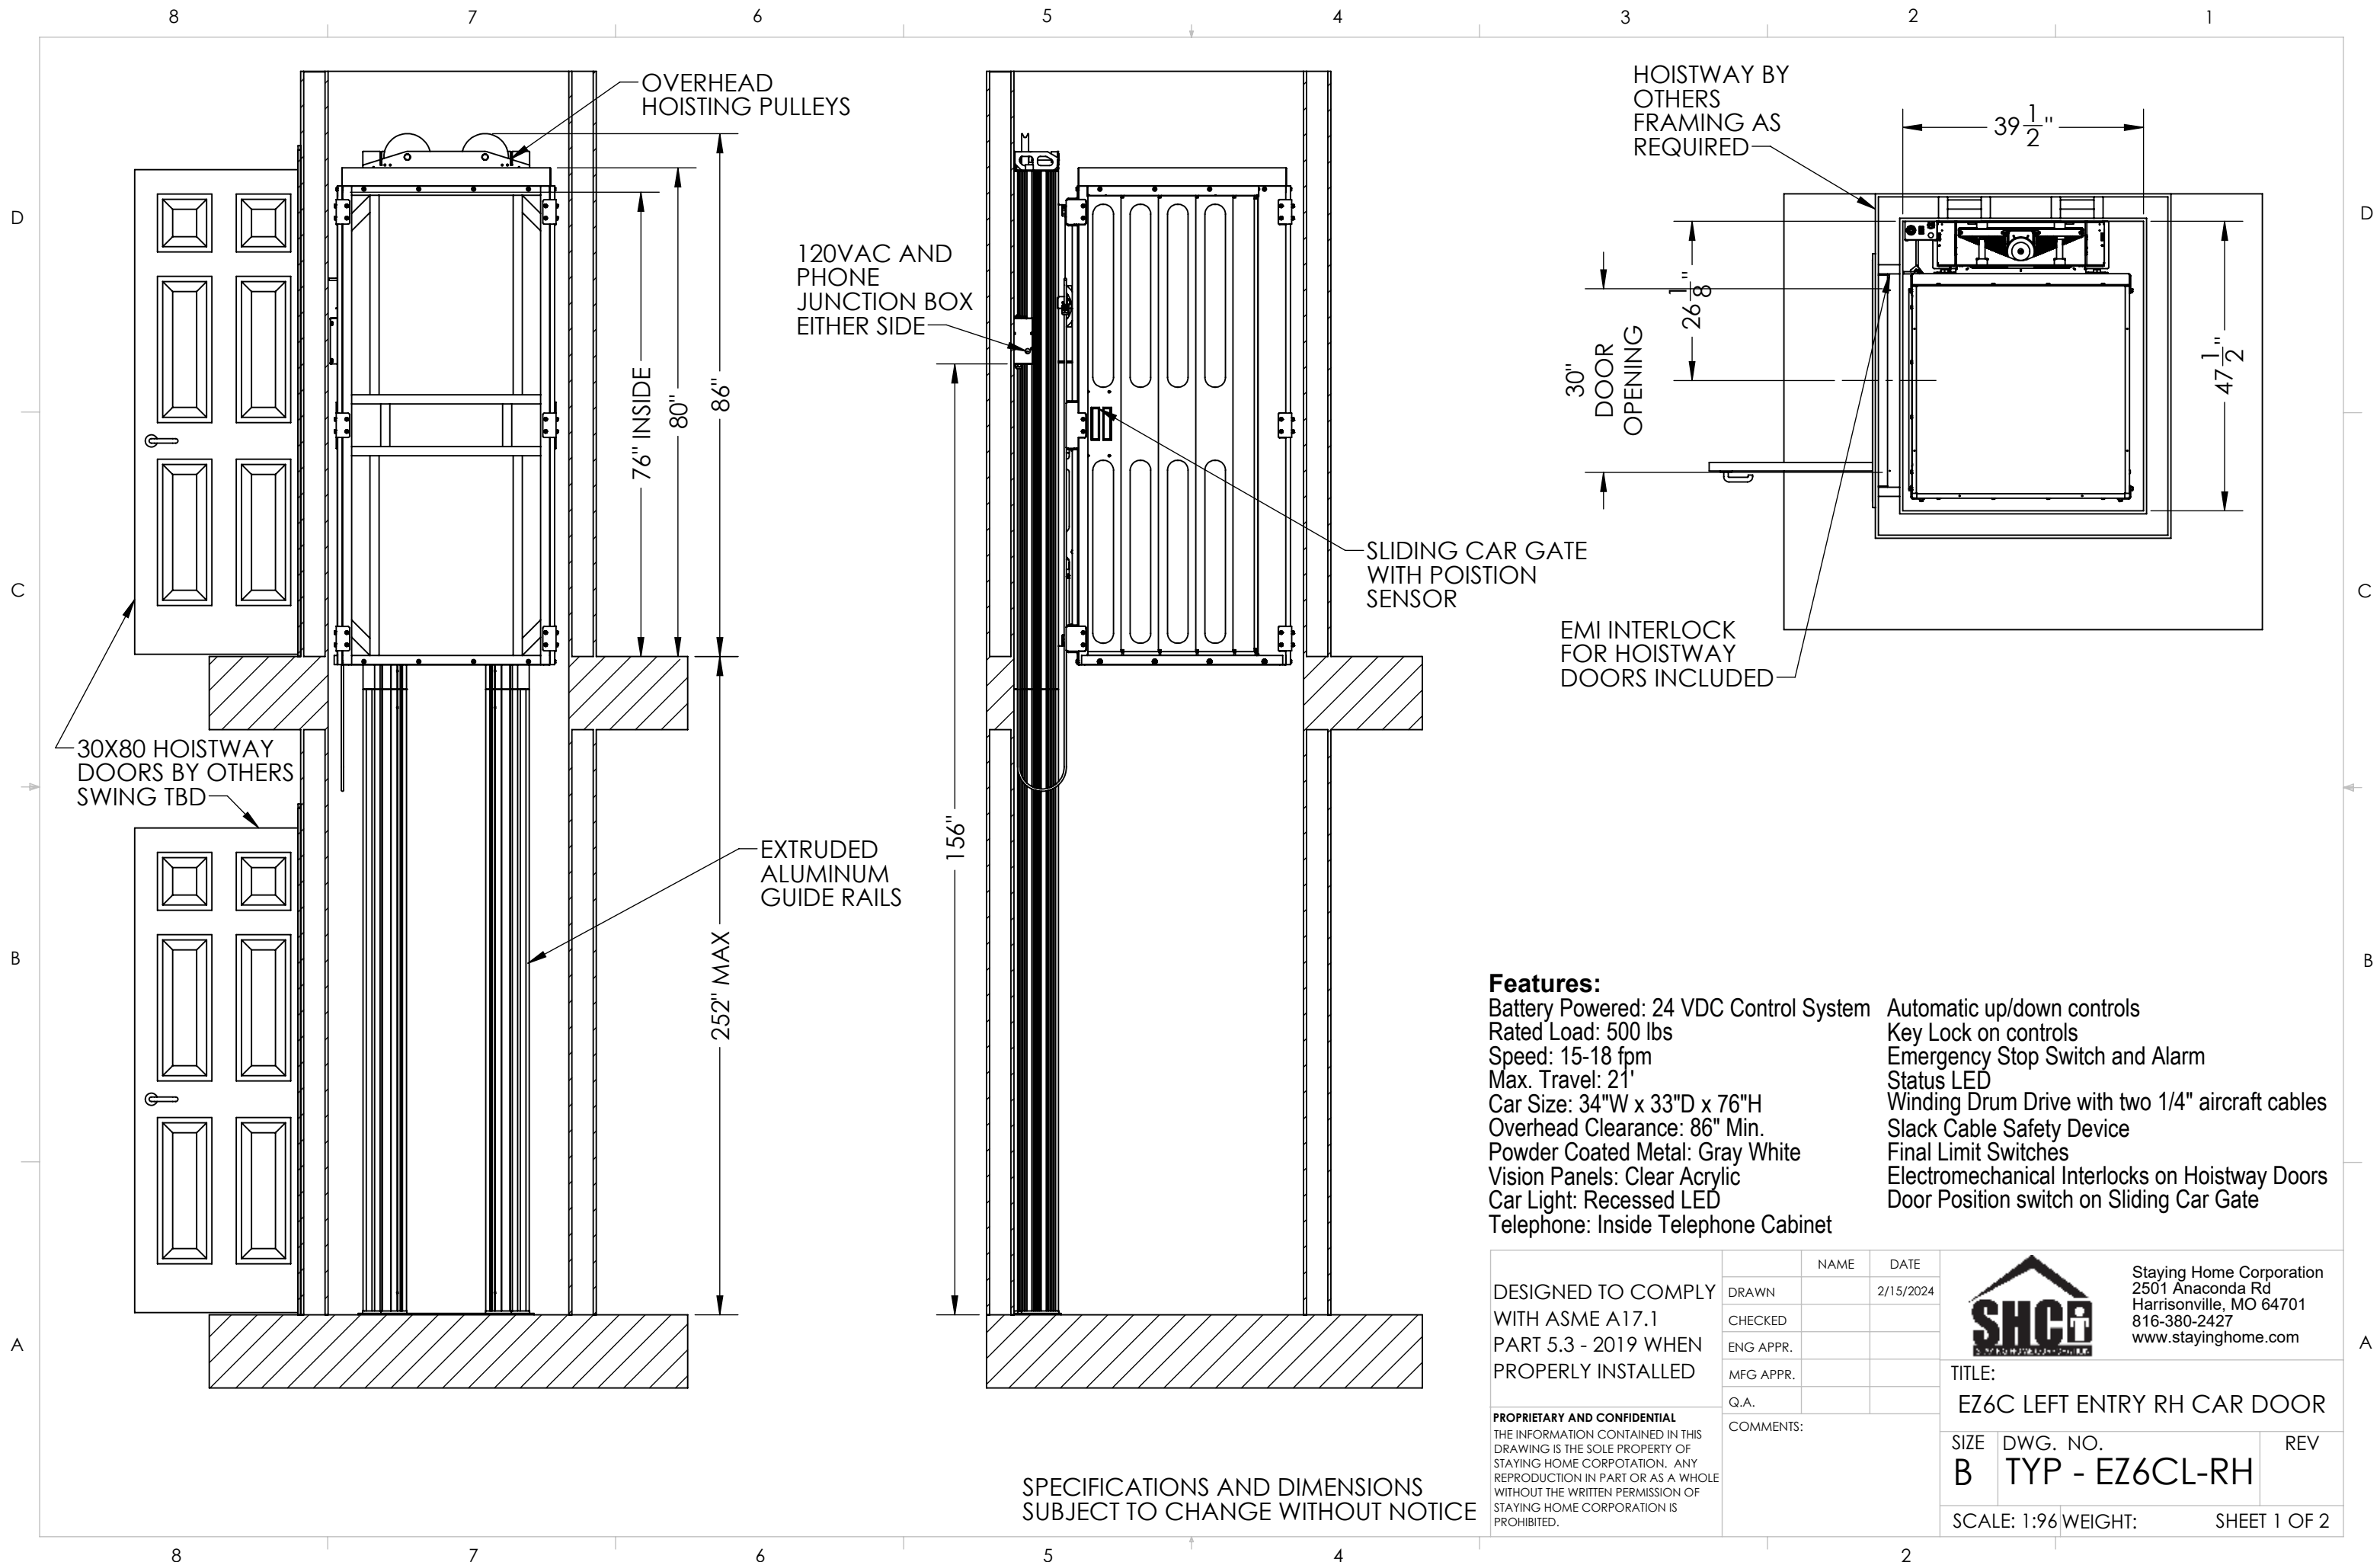 8 7 6 5 4 3 2 1
D
C
B
A
D
C
B
A
OVERHEAD
HOISTING PULLEYS
76" INSIDE
80"
86"
252" MAX
30X80 HOISTWAY
DOORS BY OTHERS
SWING TBD
EXTRUDED
ALUMINUM
GUIDE RAILS
120VAC AND
PHONE
JUNCTION BOX
EITHER SIDE
156"
SLIDING CAR GATE
WITH POISTION
SENSOR
HOISTWAY BY
OTHERS
FRAMING AS
REQUIRED
39 1/2"
26 1/8"
30"
DOOR
OPENING
47 1/2"
EMI INTERLOCK
FOR HOISTWAY
DOORS INCLUDED
Features:
Battery Powered: 24 VDC Control System
Rated Load: 500 lbs
Speed: 15-18 fpm
Max. Travel: 21'
Car Size: 34"W x 33"D x 76"H
Overhead Clearance: 86" Min.
Powder Coated Metal: Gray White
Vision Panels: Clear Acrylic
Car Light: Recessed LED
Telephone: Inside Telephone Cabinet
Automatic up/down controls
Key Lock on controls
Emergency Stop Switch and Alarm
Status LED
Winding Drum Drive with two 1/4" aircraft cables
Slack Cable Safety Device
Final Limit Switches
Electromechanical Interlocks on Hoistway Doors
Door Position switch on Sliding Car Gate
DESIGNED TO COMPLY
WITH ASME A17.1
PART 5.3 - 2019 WHEN
PROPERLY INSTALLED
PROPRIETARY AND CONFIDENTIAL
THE INFORMATION CONTAINED IN THIS
DRAWING IS THE SOLE PROPERTY OF
STAYING HOME CORPOTATION. ANY
REPRODUCTION IN PART OR AS A WHOLE
WITHOUT THE WRITTEN PERMISSION OF
STAYING HOME CORPORATION IS
PROHIBITED.
NAME DATE
DRAWN 2/15/2024
CHECKED
ENG APPR.
MFG APPR.
Q.A.
COMMENTS:
SHCi
Staying Home Corporation
2501 Anaconda Rd
Harrisonville, MO 64701
816-380-2427
www.stayinghome.com
TITLE:
EZ6C LEFT ENTRY RH CAR DOOR
SIZE DWG. NO. REV
B TYP - EZ6CL-RH
SCALE: 1:96 WEIGHT: SHEET 1 OF 2
SPECIFICATIONS AND DIMENSIONS
SUBJECT TO CHANGE WITHOUT NOTICE
8 7 6 5 4 2